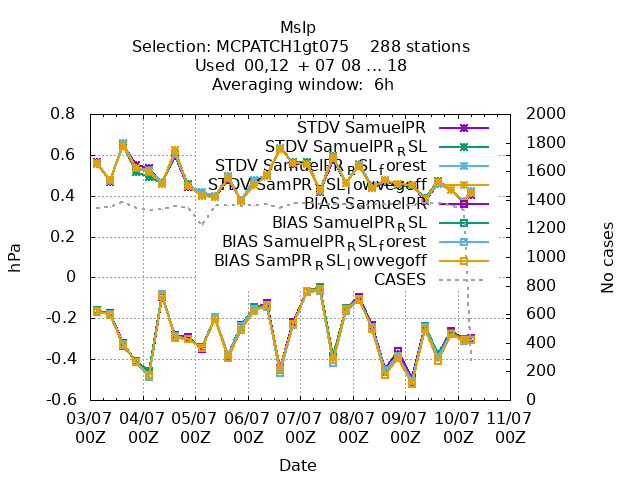 Mslp
Selection: MCPATCH1gt075 288 stations
Used 00,12 + 07 08 ... 18
Averaging window: 6h
STDV SamuelPR
STDV SamuelPR_RSL
STDV SamuelPR_RSL_forest
STDV SamPR_RSL_lowvegoff
BIAS SamuelPR
BIAS SamuelPR_RSL
BIAS SamuelPR_RSL_forest
BIAS SamPR_RSL_lowvegoff
CASES
0.8
0.6
0.4
0.2
0
-0.2
-0.4
-0.6
hPa
2000
1800
1600
1400
1200
1000
800
600
400
200
0
No cases
03/07 04/07 05/07 06/07 07/07 08/07 09/07 10/07 11/07
00Z 00Z 00Z 00Z 00Z 00Z 00Z 00Z 00Z
Date